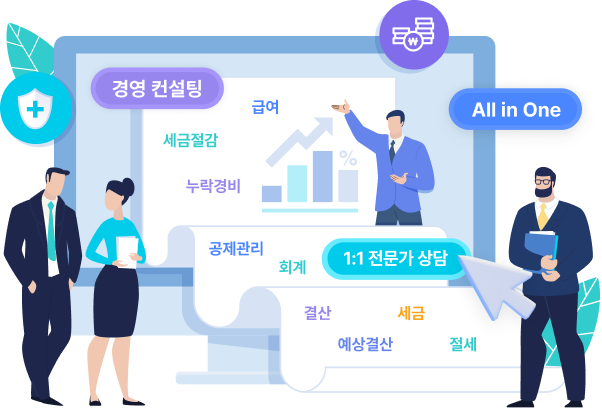 경영 컨설팅
급여
All in One
세금절감
%
누락경비
공제관리
회계
1:1 전문가 상담
결산
세금
예상결산
절세
₩